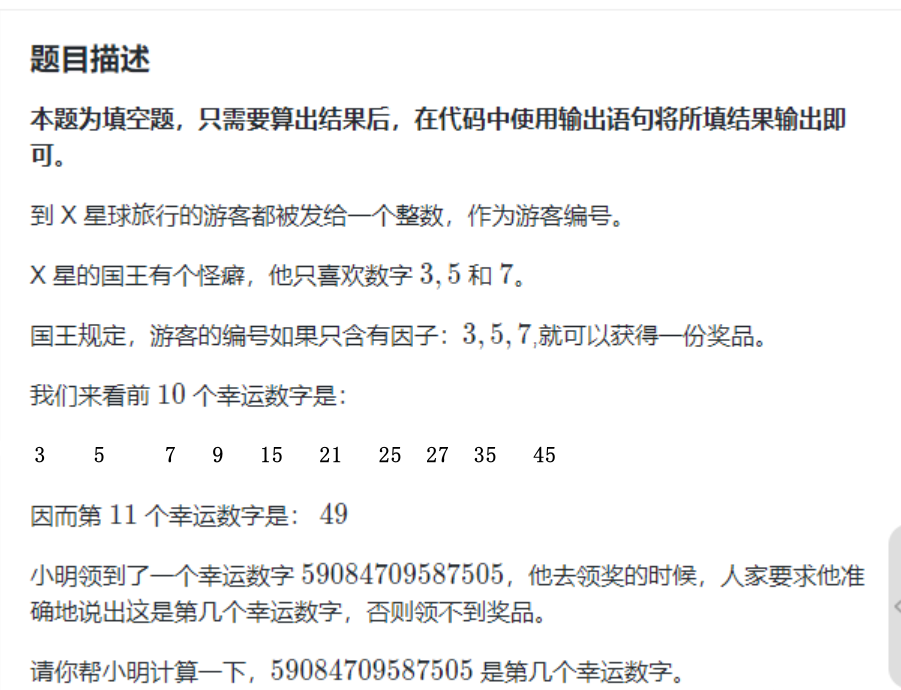 题目描述
本题为填空题，只需要算出结果后，在代码中使用输出语句将所填结果输出即
可。
到 X 星球旅行的游客都被发给一个整数，作为游客编号。
X 星的国王有个怪癖，他只喜欢数字 3, 5 和 7。
国王规定，游客的编号如果只含有因子：3, 5, 7,就可以获得一份奖品。
我们来看前 10 个幸运数字是：
3 5 7 9 15 21 25 27 35 45
因而第 11 个幸运数字是： 49
小明领到了一个幸运数字 59084709587505，他去领奖的时候，人家要求他准
确地说出这是第几个幸运数字，否则领不到奖品。
请你帮小明计算一下，59084709587505 是第几个幸运数字。